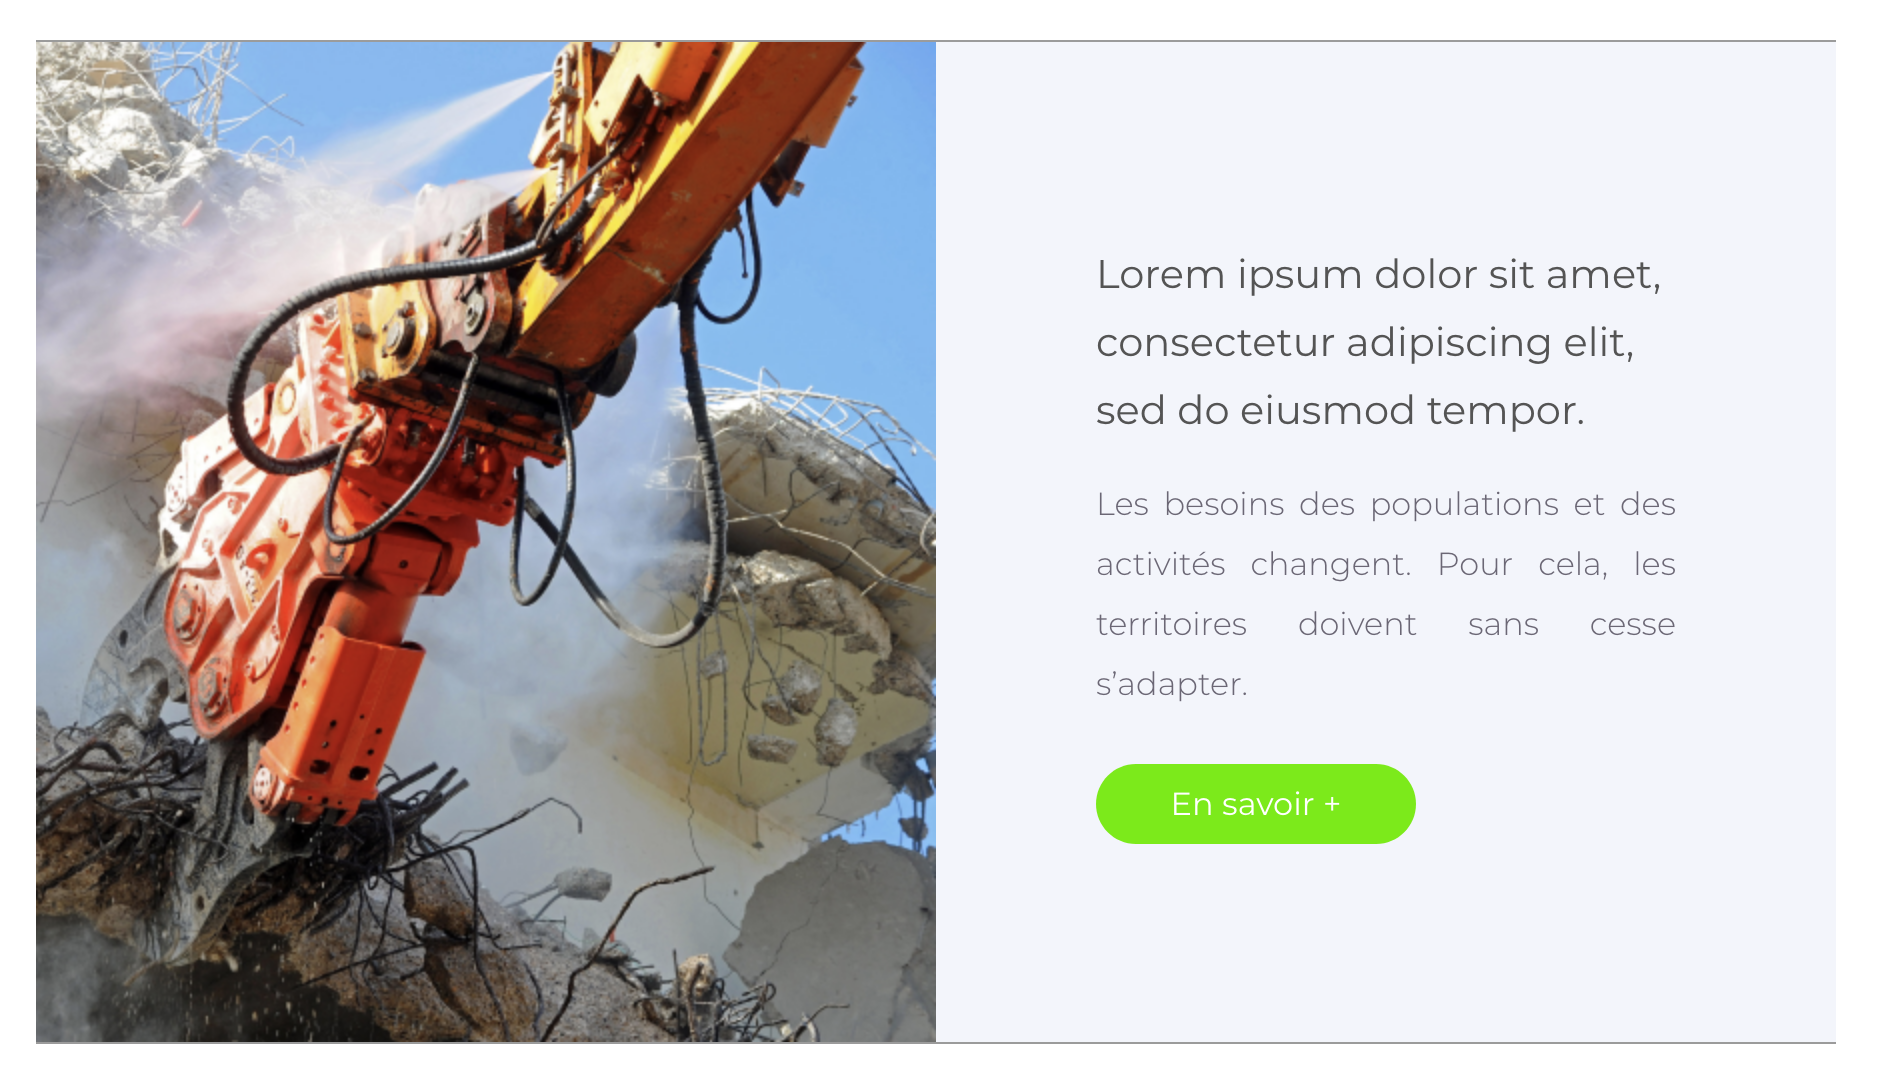 Lorem ipsum dolor sit amet,
consectetur adipiscing elit,
sed do eiusmod tempor.
Les besoins des populations et des
activités changent. Pour cela, les
territoires doivent sans cesse
s’adapter.
En savoir +